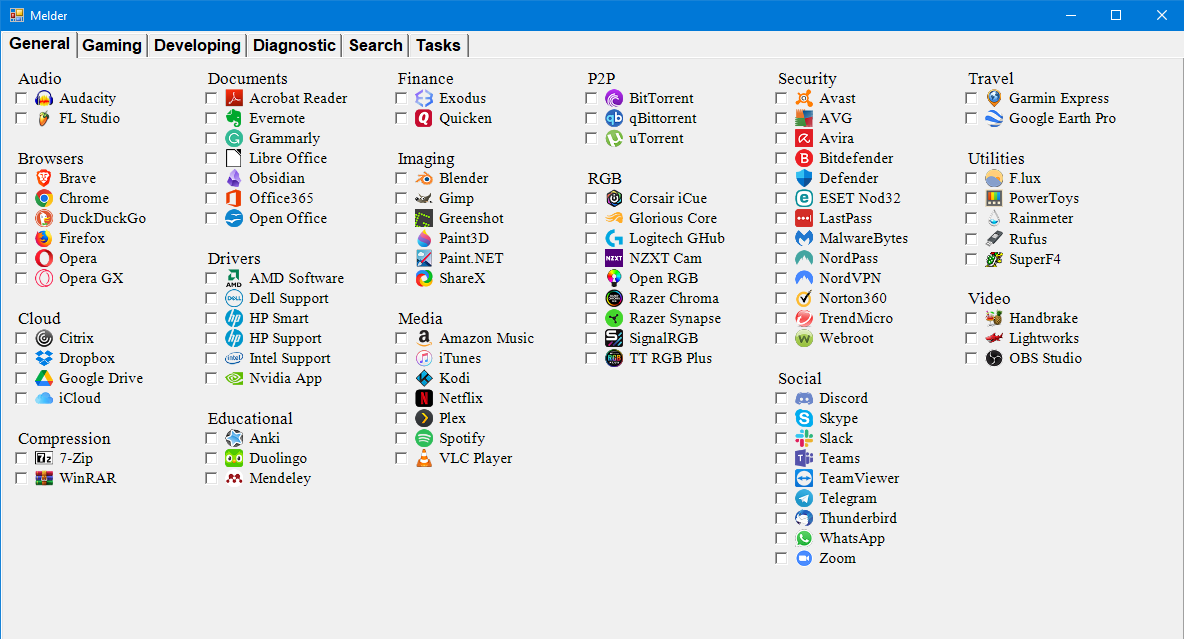 Melder
General
Gaming
Developing
Diagnostic
Search
Tasks
Audio
Audacity
FL Studio
Browsers
Brave
Chrome
DuckDuckGo
Firefox
Opera
Opera GX
Cloud
Citrix
Dropbox
Google Drive
iCloud
Compression
7-Zip
WinRAR
Documents
Acrobat Reader
Evernote
Grammarly
Libre Office
Obsidian
Office365
Open Office
Drivers
AMD Software
Dell Support
HP Smart
HP Support
Intel Support
Nvidia App
Educational
Anki
Duolingo
Mendeley
Finance
Exodus
Quicken
Imaging
Blender
Gimp
Greenshot
Paint3D
Paint.NET
ShareX
Media
Amazon Music
iTunes
Kodi
Netflix
Plex
Spotify
VLC Player
P2P
BitTorrent
qBittorrent
uTorrent
RGB
Corsair iCue
Glorious Core
Logitech GHub
NZXT Cam
Open RGB
Razer Chroma
Razer Synapse
SignalRGB
TT RGB Plus
Security
Avast
AVG
Avira
Bitdefender
Defender
ESET Nod32
LastPass
MalwareBytes
NordPass
NordVPN
Norton360
TrendMicro
Webroot
Social
Discord
Skype
Slack
Teams
TeamViewer
Telegram
Thunderbird
WhatsApp
Zoom
Travel
Garmin Express
Google Earth Pro
Utilities
F.lux
PowerToys
Rainmeter
Rufus
SuperF4
Video
Handbrake
Lightworks
OBS Studio